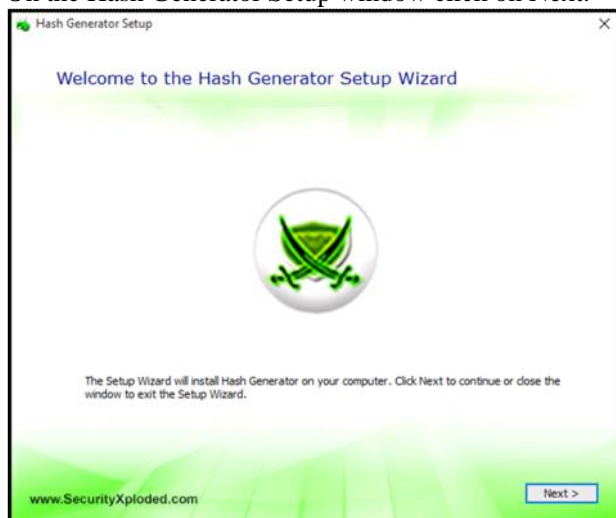 On the Hash Generator Setup window click on Next.
Hash Generator Setup
Welcome to the Hash Generator Setup Wizard
The Setup Wizard will install Hash Generator on your computer. Click Next to continue or close the
window to exit the Setup Wizard.
www.SecurityXploded.com
Next >